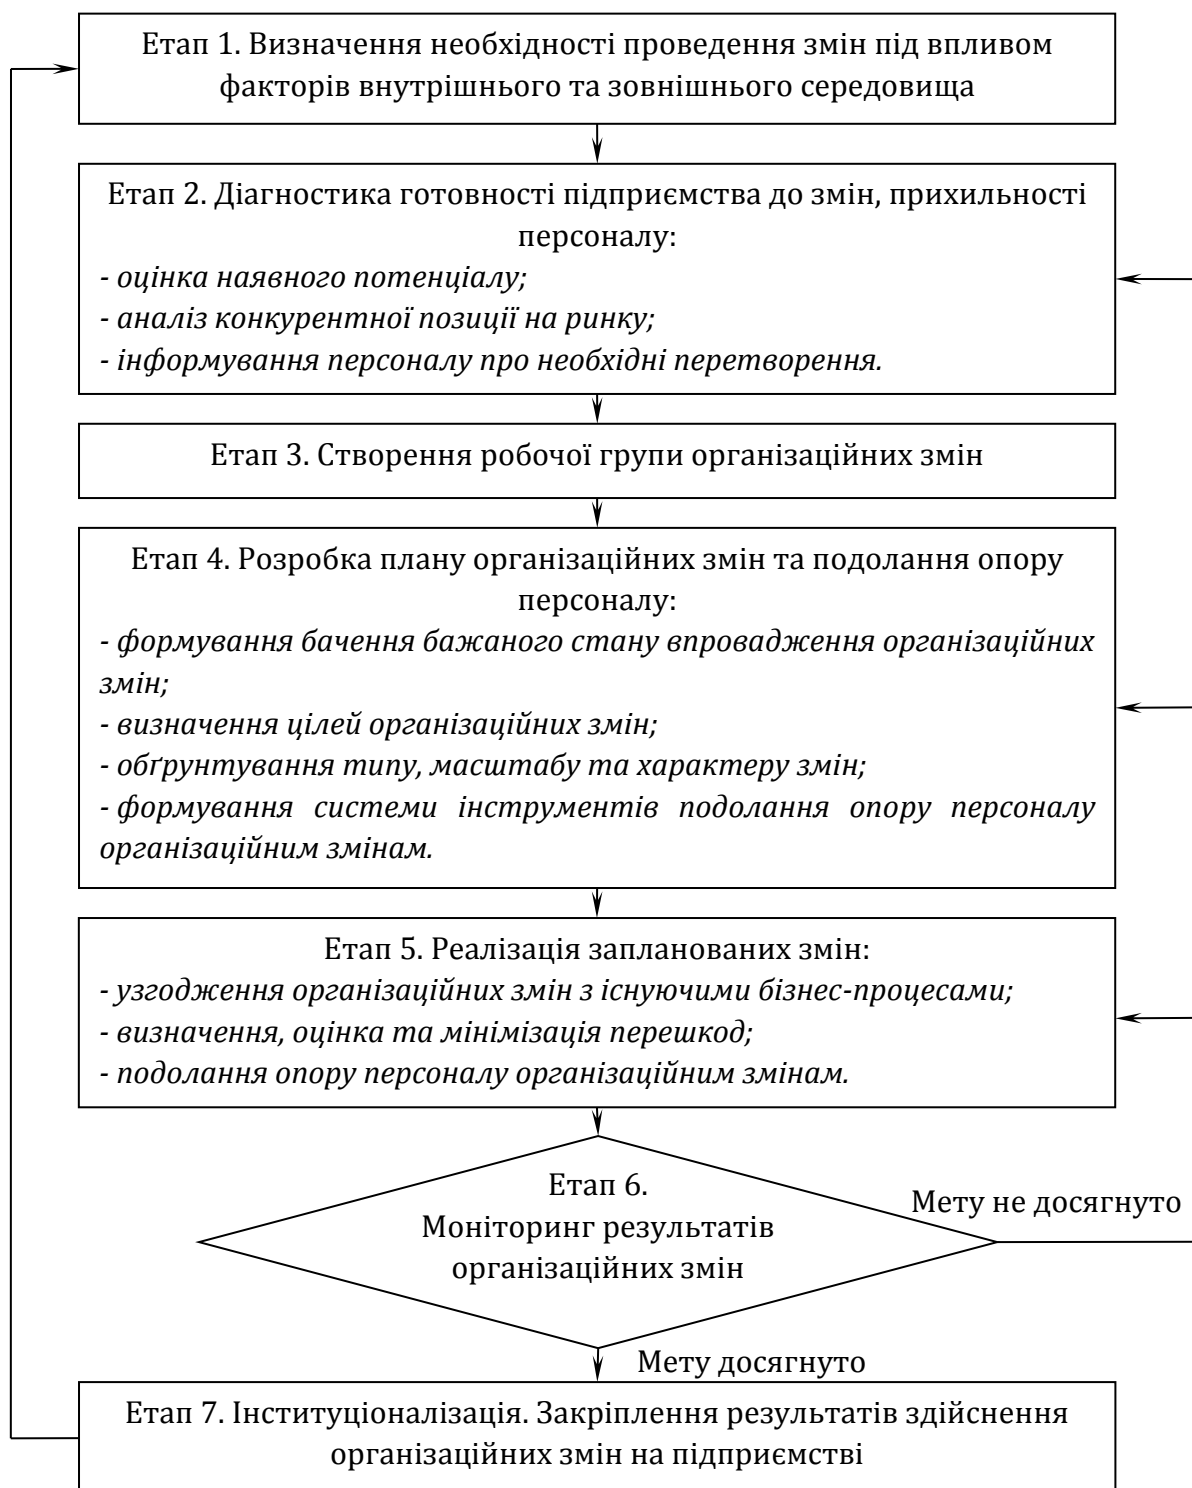 Етап 1. Визначення необхідності проведення змін під впливом
факторів внутрішнього та зовнішнього середовища
Етап 2. Діагностика готовності підприємства до змін, прихильності
персоналу:
- оцінка наявного потенціалу;
- аналіз конкурентної позиції на ринку;
- інформування персоналу про необхідні перетворення.
Етап 3. Створення робочої групи організаційних змін
Етап 4. Розробка плану організаційних змін та подолання опору
персоналу:
- формування бачення бажаного стану впровадження організаційних
змін;
- визначення цілей організаційних змін;
- обґрунтування типу, масштабу та характеру змін;
- формування системи інструментів подолання опору персоналу
організаційним змінам.
Етап 5. Реалізація запланованих змін:
- узгодження організаційних змін з існуючими бізнес-процесами;
- визначення, оцінка та мінімізація перешкод;
- подолання опору персоналу організаційним змінам.
Етап 6.
Моніторинг результатів
організаційних змін
Мету не досягнуто
Мету досягнуто
Етап 7. Інституціоналізація. Закріплення результатів здійснення
організаційних змін на підприємстві